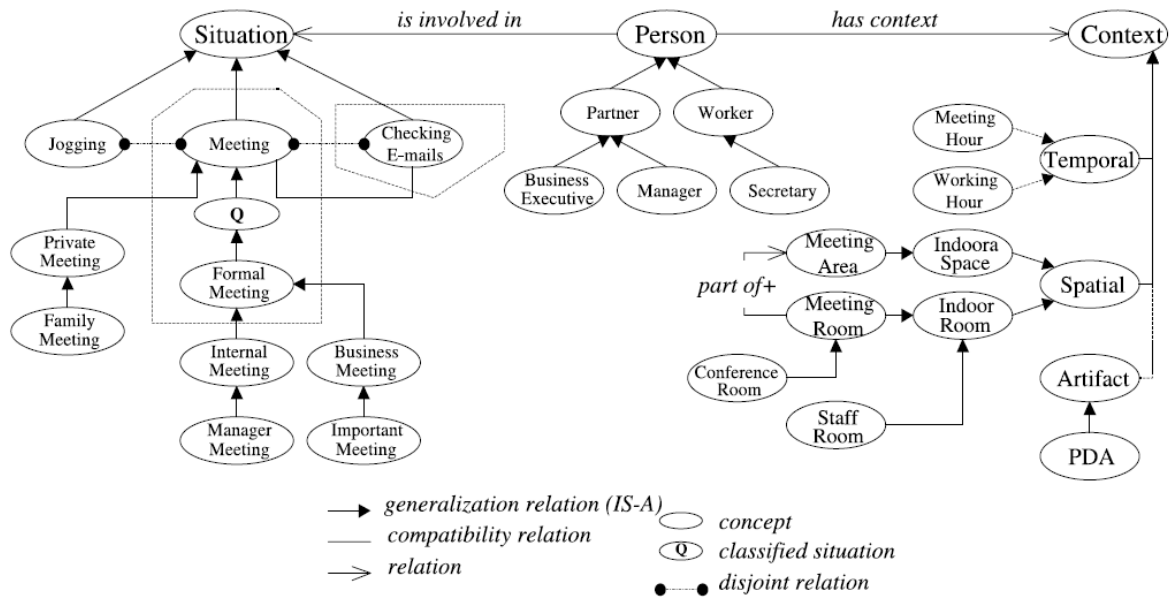 is involved in
has context
Situation
Person
Context
Partner
Worker
Jogging
Meeting
Checking
E-mails
Meeting
Hour
Temporal
Working
Hour
Business
Executive
Manager
Secretary
Q
Private
Meeting
Formal
Meeting
Meeting
Area
Indoora
Space
part of+
Spatial
Meeting
Room
Indoor
Room
Family
Meeting
Internal
Meeting
Business
Meeting
Conference
Room
Artifact
Staff
Room
Manager
Meeting
Important
Meeting
PDA
generalization relation (IS-A)
compatibility relation
relation
concept
Q
classified situation
disjoint relation